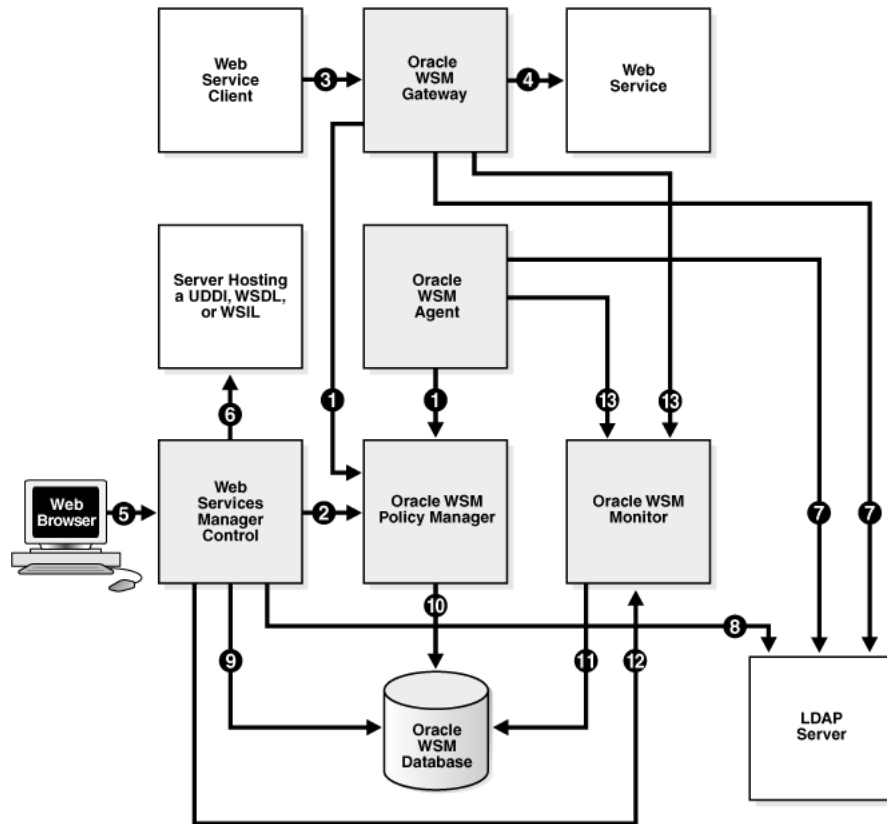 Web
Service
Client
3
Oracle
WSM
Gateway
4
Web
Service
Server Hosting
a UDDI, WSDL,
or WSIL
Oracle
WSM
Agent
6
1
1
13
13
Web
Browser
5
Web
Services
Manager
Control
2
Oracle WSM
Policy Manager
Oracle WSM
Monitor
7
7
10
8
9
11
12
Oracle
WSM
Database
LDAP
Server